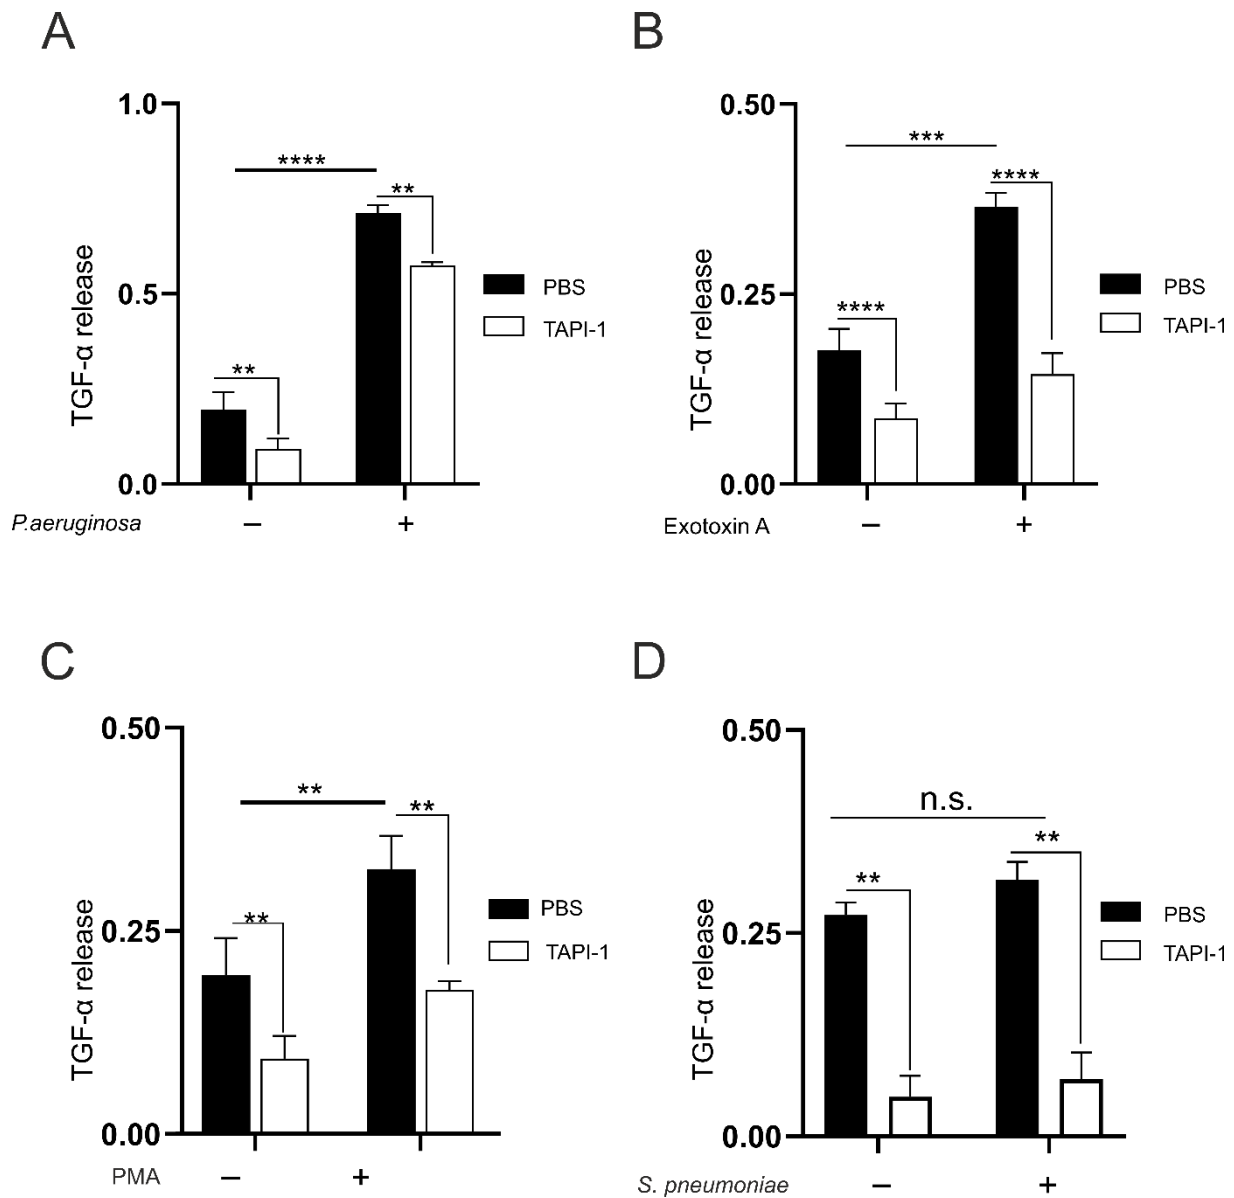 A
1.0
****
**
TGF-α release
0.5
PBS
TAPI-1
**
0.0
P.aeruginosa
– +
B
0.50
***
****
TGF-α release
0.25
PBS
TAPI-1
****
0.00
Exotoxin A
– +
C
0.50
**
**
TGF-α release
PBS
**
0.25
TAPI-1
0.00
PMA
– +
D
0.50
n.s.
**
**
TGF-α release
PBS
0.25
TAPI-1
0.00
S. pneumoniae
– +